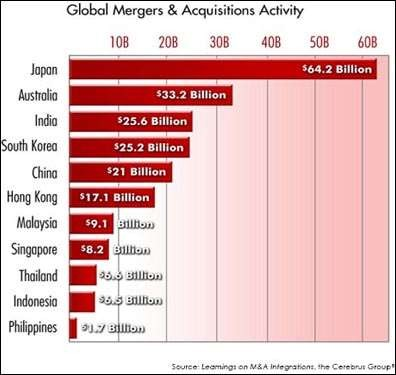 Global Mergers & Acquisitions Activity
10B 20B 30B 40B 50B 60B
Japan $64.2 Billion
Australia $33.2 Billion
India $25.6 Billion
South Korea $25.2 Billion
China $21 Billion
Hong Kong $17.1 Billion
Malaysia $9.1 Billion
Singapore $8.2 Billion
Thailand $6.6 Billion
Indonesia $6.5 Billion
Philippines $1.7 Billion
Source: Learnings on M&A Integrations, the Cerebrus Group